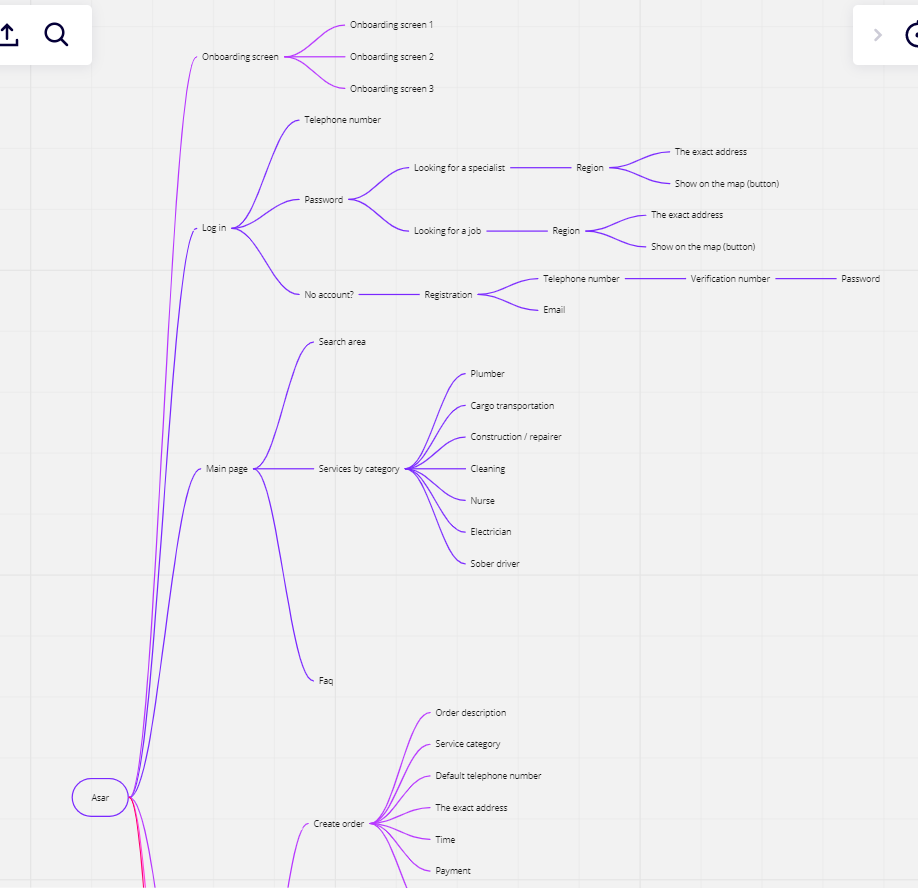 Onboarding screen
Onboarding screen 1
Onboarding screen 2
Onboarding screen 3
Log in
Telephone number
Password
Looking for a specialist
Region
The exact address
Show on the map (button)
Looking for a job
Region
The exact address
Show on the map (button)
No account?
Registration
Telephone number
Verification number
Password
Email
Main page
Search area
Services by category
Plumber
Cargo transportation
Construction / repairer
Cleaning
Nurse
Electrician
Sober driver
Faq
Asar
Create order
Order description
Service category
Default telephone number
The exact address
Time
Payment